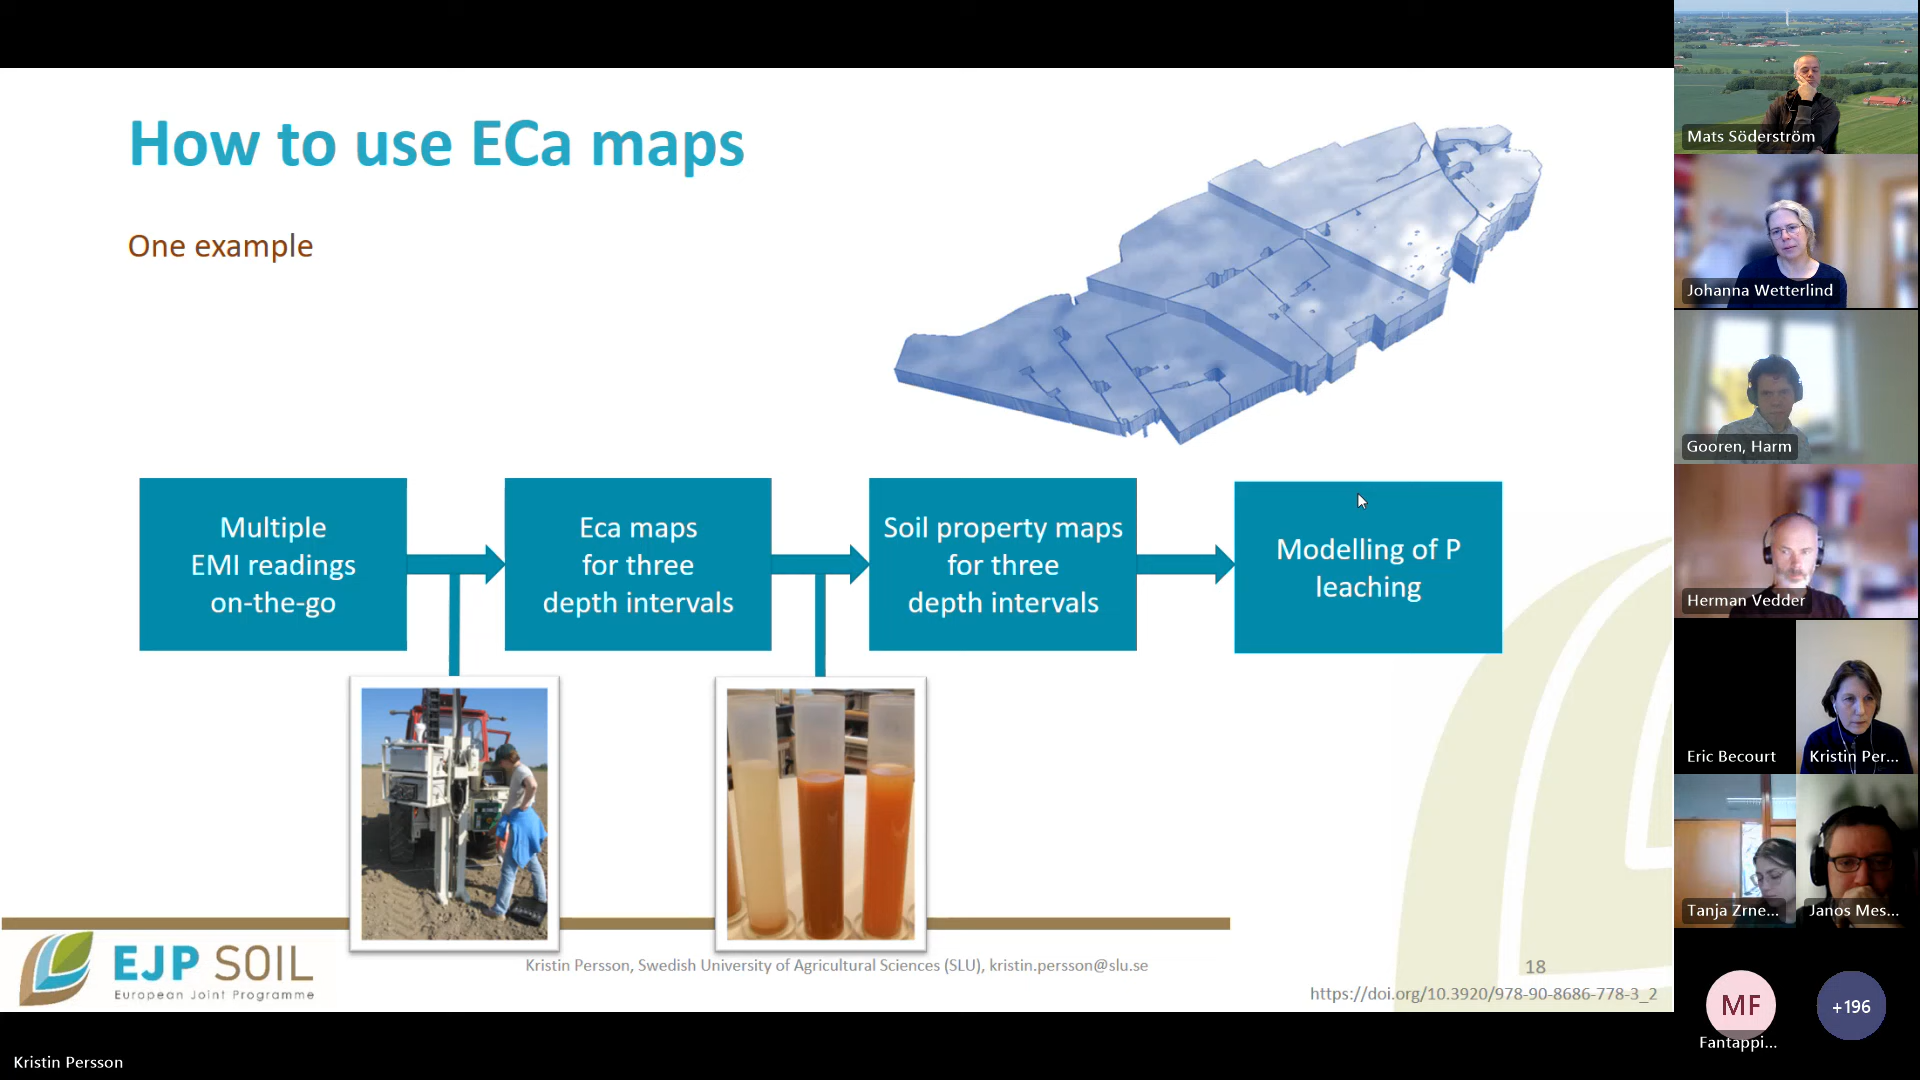 How to use ECa maps
One example
Multiple
EMI readings
on-the-go
Eca maps
for three
depth intervals
Soil property maps
for three
depth intervals
Modelling of P
leaching
EJP SOIL
European Joint Programme
Kristin Persson, Swedish University of Agricultural Sciences (SLU), kristin.persson@slu.se
18
https://doi.org/10.3920/978-90-8686-778-3_2
Kristin Persson
Mats Söderström
Johanna Wetterlind
Gooren, Harm
Herman Vedder
Eric Becourt
Kristin Per...
Tanja Zrne...
Janos Mes...
MF
Fantappi...
+196